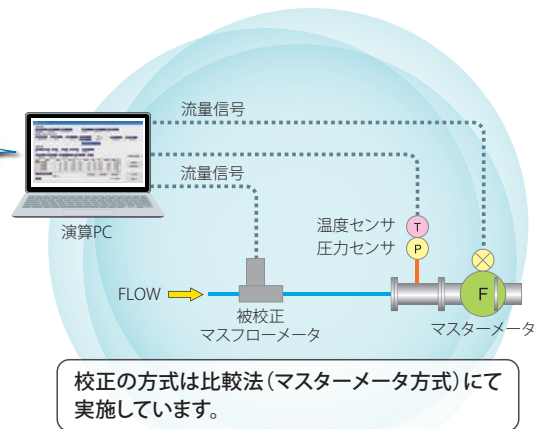 流量信号
流量信号
演算PC
温度センサ
T
圧力センサ
P
FLOW
被校正
マスフローメータ
F
マスターメータ
校正の方式は比較法(マスターメータ方式)にて
実施しています。